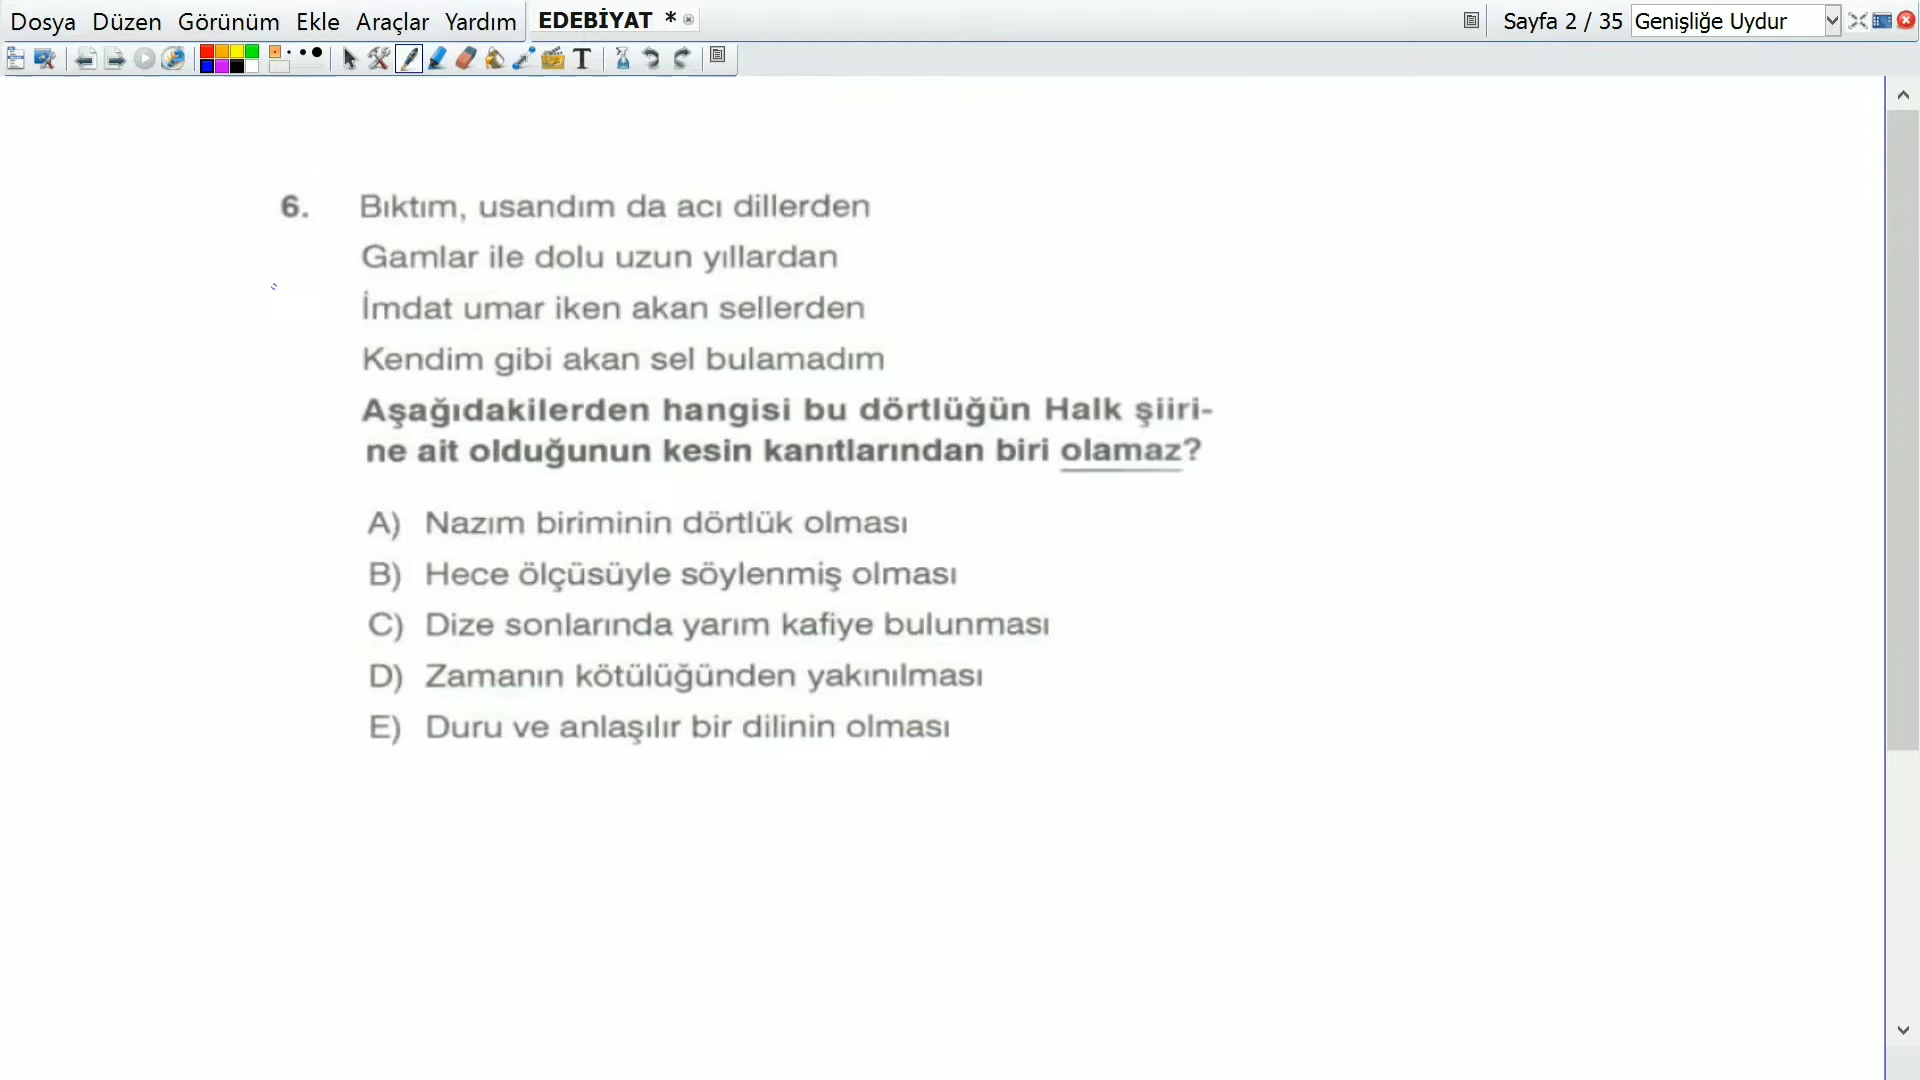 Dosya Düzen Görünüm Ekle Araçlar Yardım EDEBİYAT * Sayfa 2 / 35 Genişliğe Uydur
T
6. Bıktım, usandım da acı dillerden
Gamlar ile dolu uzun yıllardan
İmdat umar iken akan sellerden
Kendim gibi akan sel bulamadım
Aşağıdakilerden hangisi bu dörtlüğün Halk şiiri-
ne ait olduğunun kesin kanıtlarından biri olamaz?
A) Nazım biriminin dörtlük olması
B) Hece ölçüsüyle söylenmiş olması
C) Dize sonlarında yarım kafiye bulunması
D) Zamanın kötülüğünden yakınılması
E) Duru ve anlaşılır bir dilinin olması